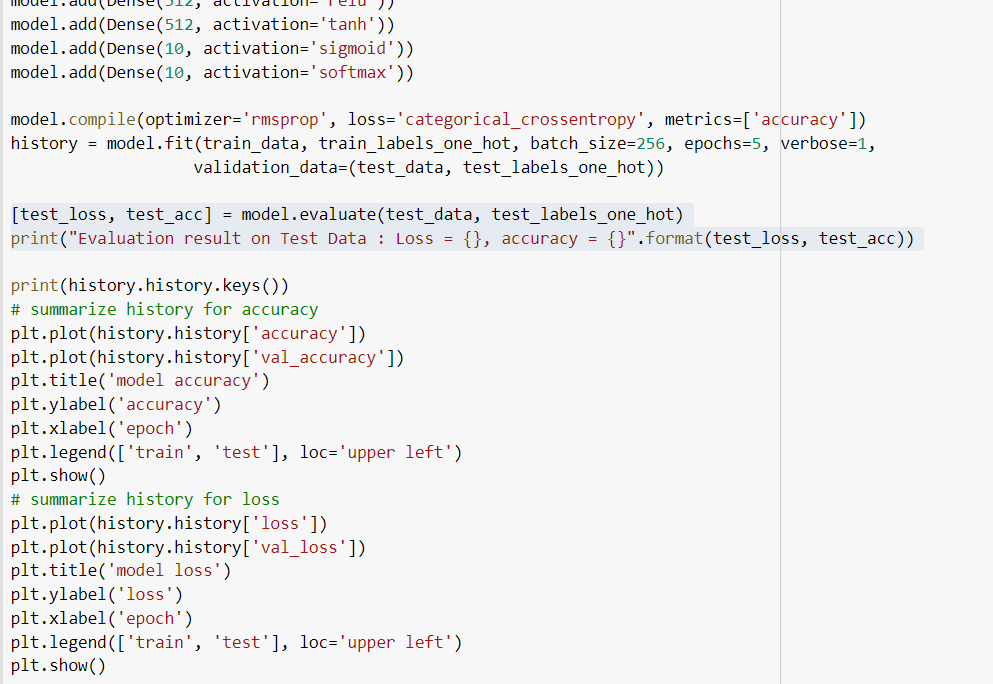 model.add(Dense(512, activation='relu'))
model.add(Dense(512, activation='tanh'))
model.add(Dense(10, activation='sigmoid'))
model.add(Dense(10, activation='softmax'))
model.compile(optimizer='rmsprop', loss='categorical_crossentropy', metrics=['accuracy'])
history = model.fit(train_data, train_labels_one_hot, batch_size=256, epochs=5, verbose=1,
validation_data=(test_data, test_labels_one_hot))
[test_loss, test_acc] = model.evaluate(test_data, test_labels_one_hot)
print("Evaluation result on Test Data : Loss = {}, accuracy = {}".format(test_loss, test_acc))
print(history.history.keys())
# summarize history for accuracy
plt.plot(history.history['accuracy'])
plt.plot(history.history['val_accuracy'])
plt.title('model accuracy')
plt.ylabel('accuracy')
plt.xlabel('epoch')
plt.legend(['train', 'test'], loc='upper left')
plt.show()
# summarize history for loss
plt.plot(history.history['loss'])
plt.plot(history.history['val_loss'])
plt.title('model loss')
plt.ylabel('loss')
plt.xlabel('epoch')
plt.legend(['train', 'test'], loc='upper left')
plt.show()